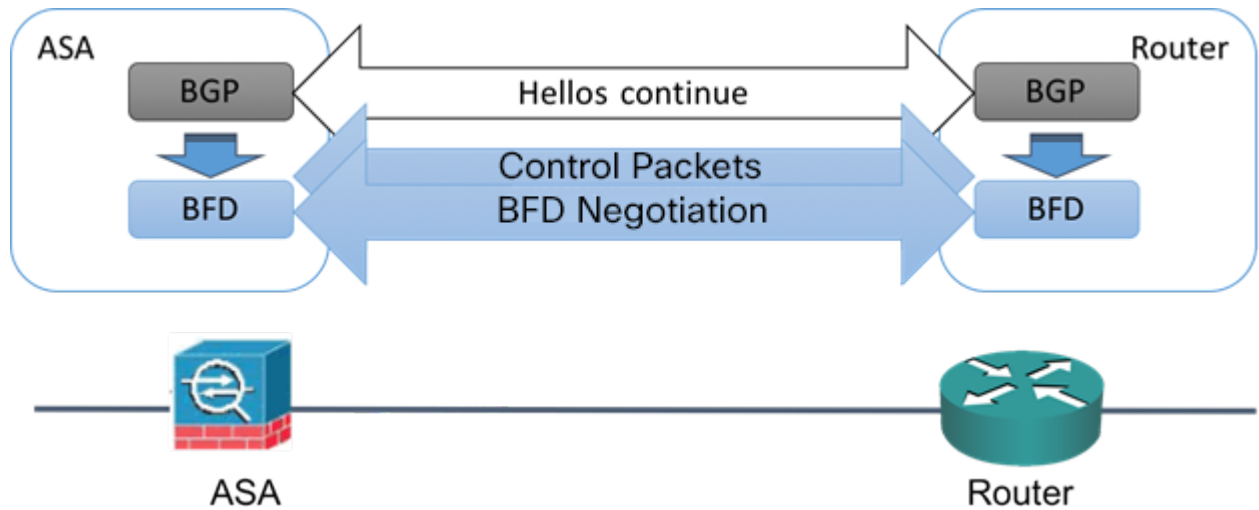 ASA
Router
BGP
Hellos continue
BGP
Control Packets
BFD
BFD Negotiation
BFD
ASA
Router